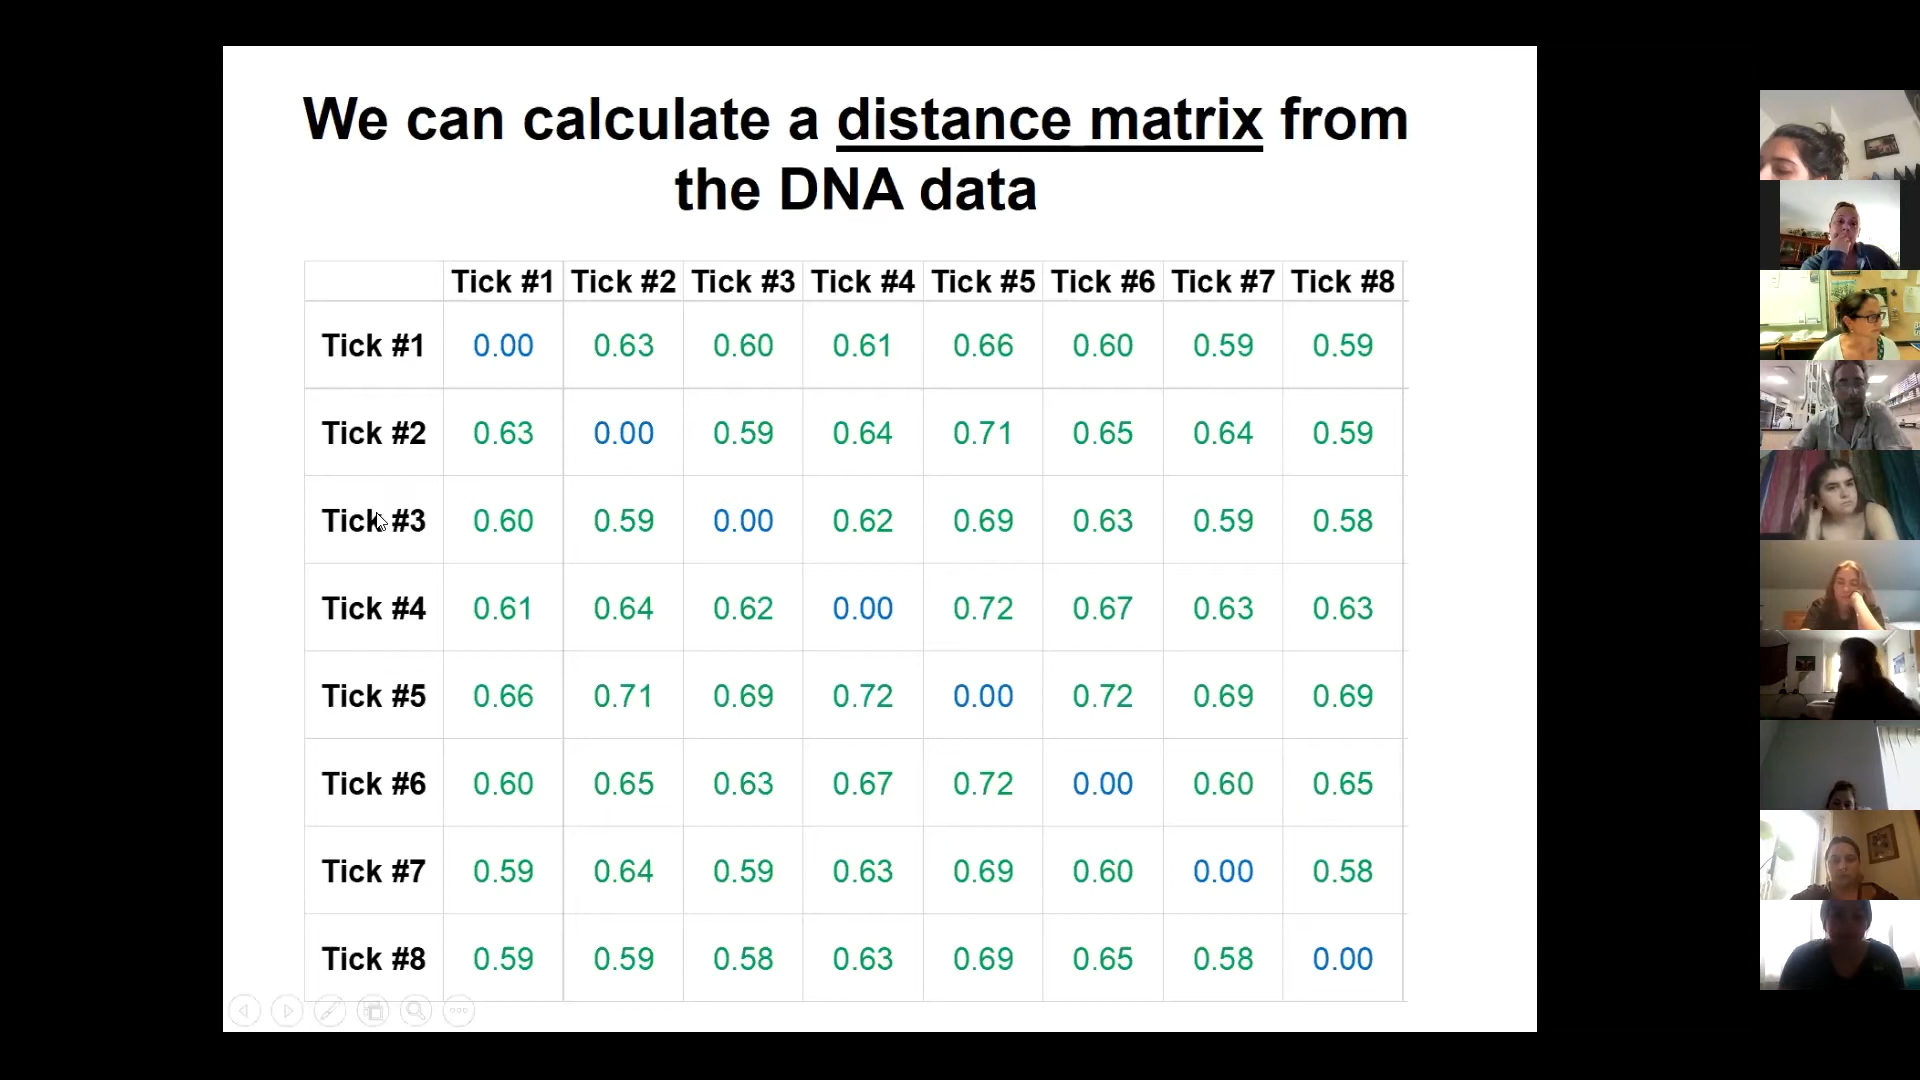 We can calculate a distance matrix from
the DNA data
Tick #1 Tick #2 Tick #3 Tick #4 Tick #5 Tick #6 Tick #7 Tick #8
Tick #1 0.00 0.63 0.60 0.61 0.66 0.60 0.59 0.59
Tick #2 0.63 0.00 0.59 0.64 0.71 0.65 0.64 0.59
Tick #3 0.60 0.59 0.00 0.62 0.69 0.63 0.59 0.58
Tick #4 0.61 0.64 0.62 0.00 0.72 0.67 0.63 0.63
Tick #5 0.66 0.71 0.69 0.72 0.00 0.72 0.69 0.69
Tick #6 0.60 0.65 0.63 0.67 0.72 0.00 0.60 0.65
Tick #7 0.59 0.64 0.59 0.63 0.69 0.60 0.00 0.58
Tick #8 0.59 0.59 0.58 0.63 0.69 0.65 0.58 0.00